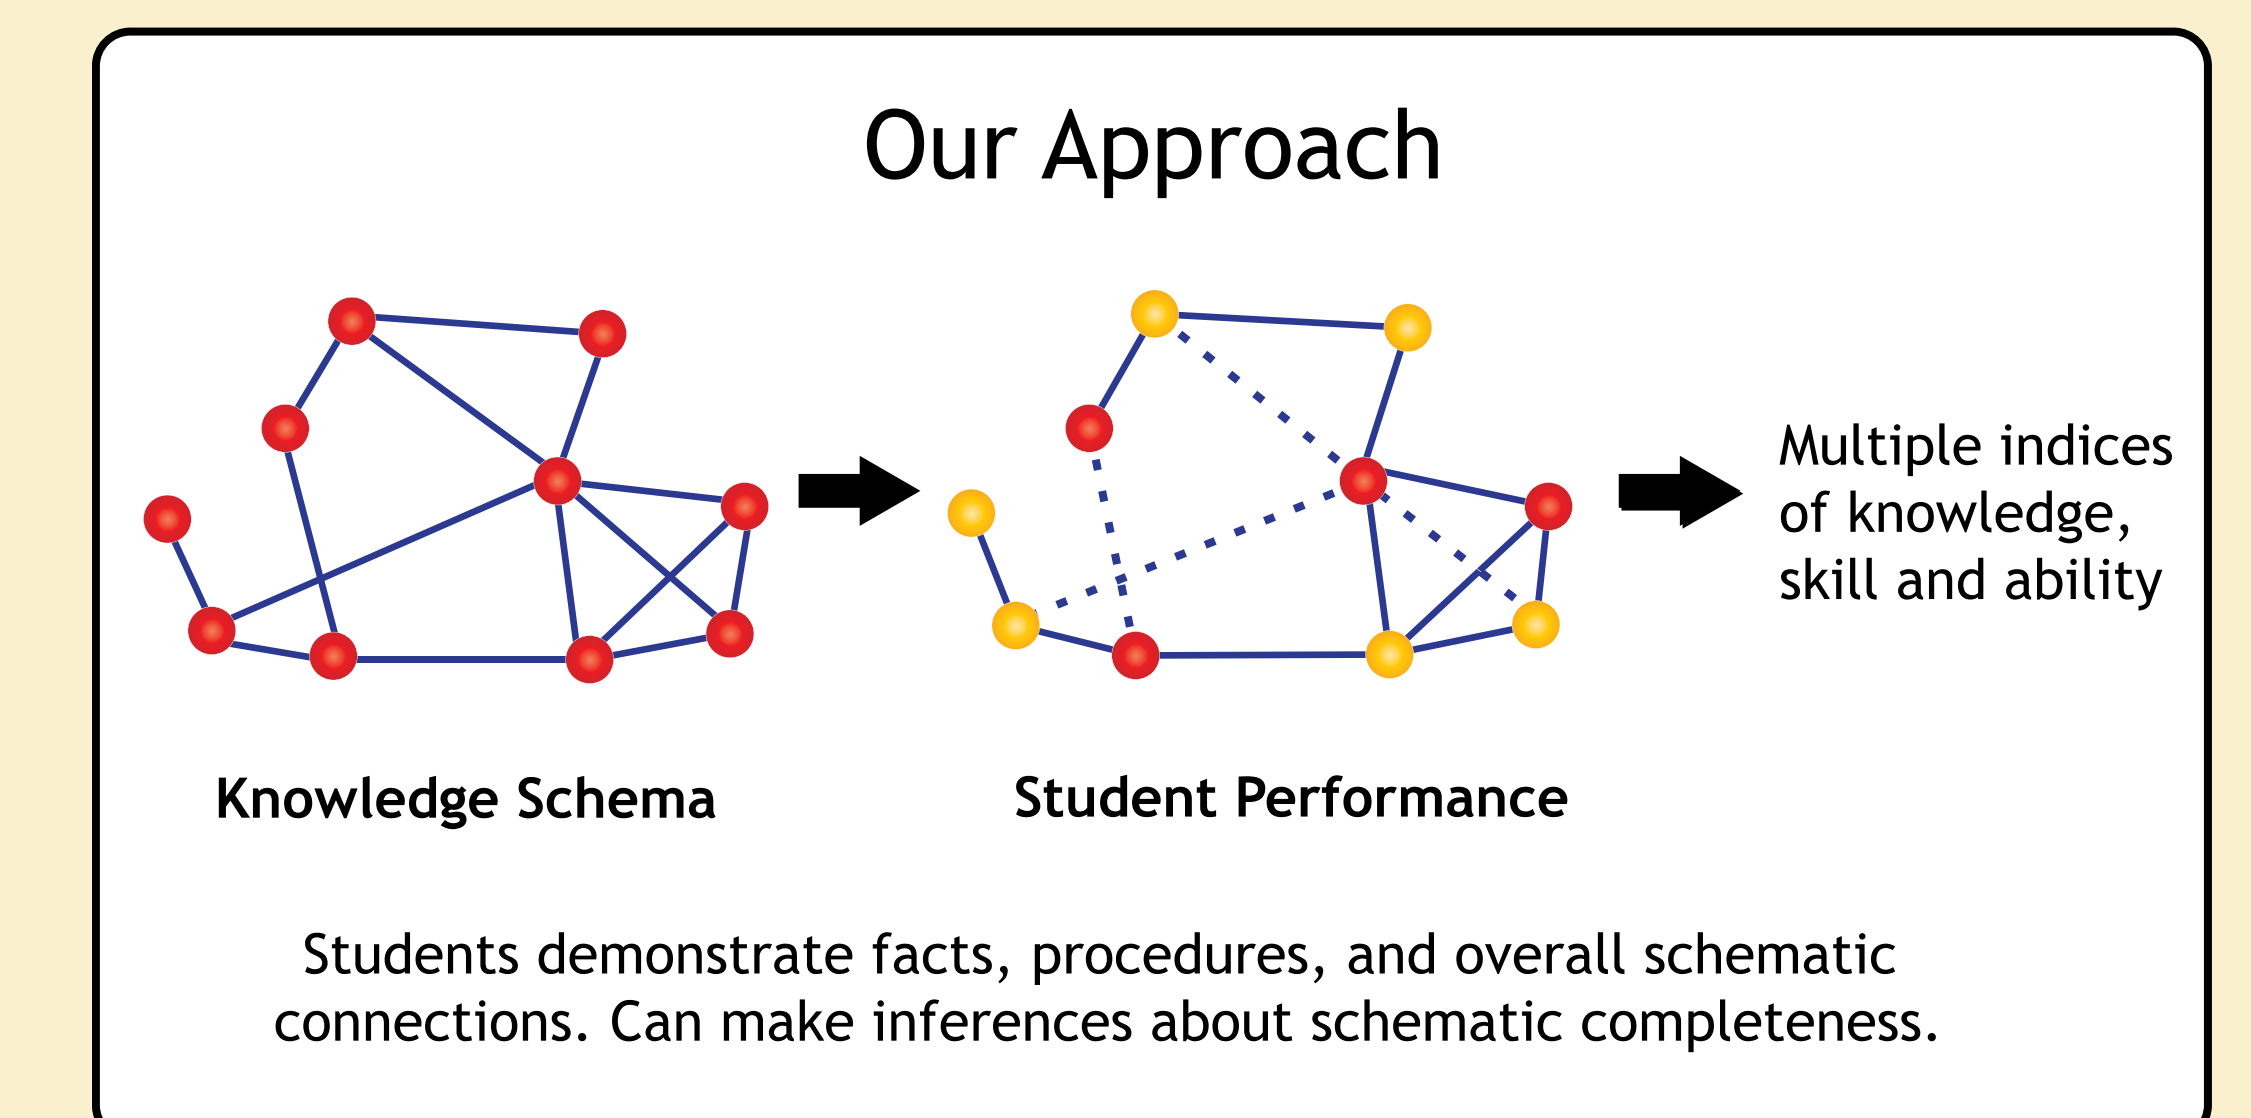 Our Approach
Multiple indices
of knowledge,
skill and ability
Knowledge Schema
Student Performance
Students demonstrate facts, procedures, and overall schematic
connections. Can make inferences about schematic completeness.